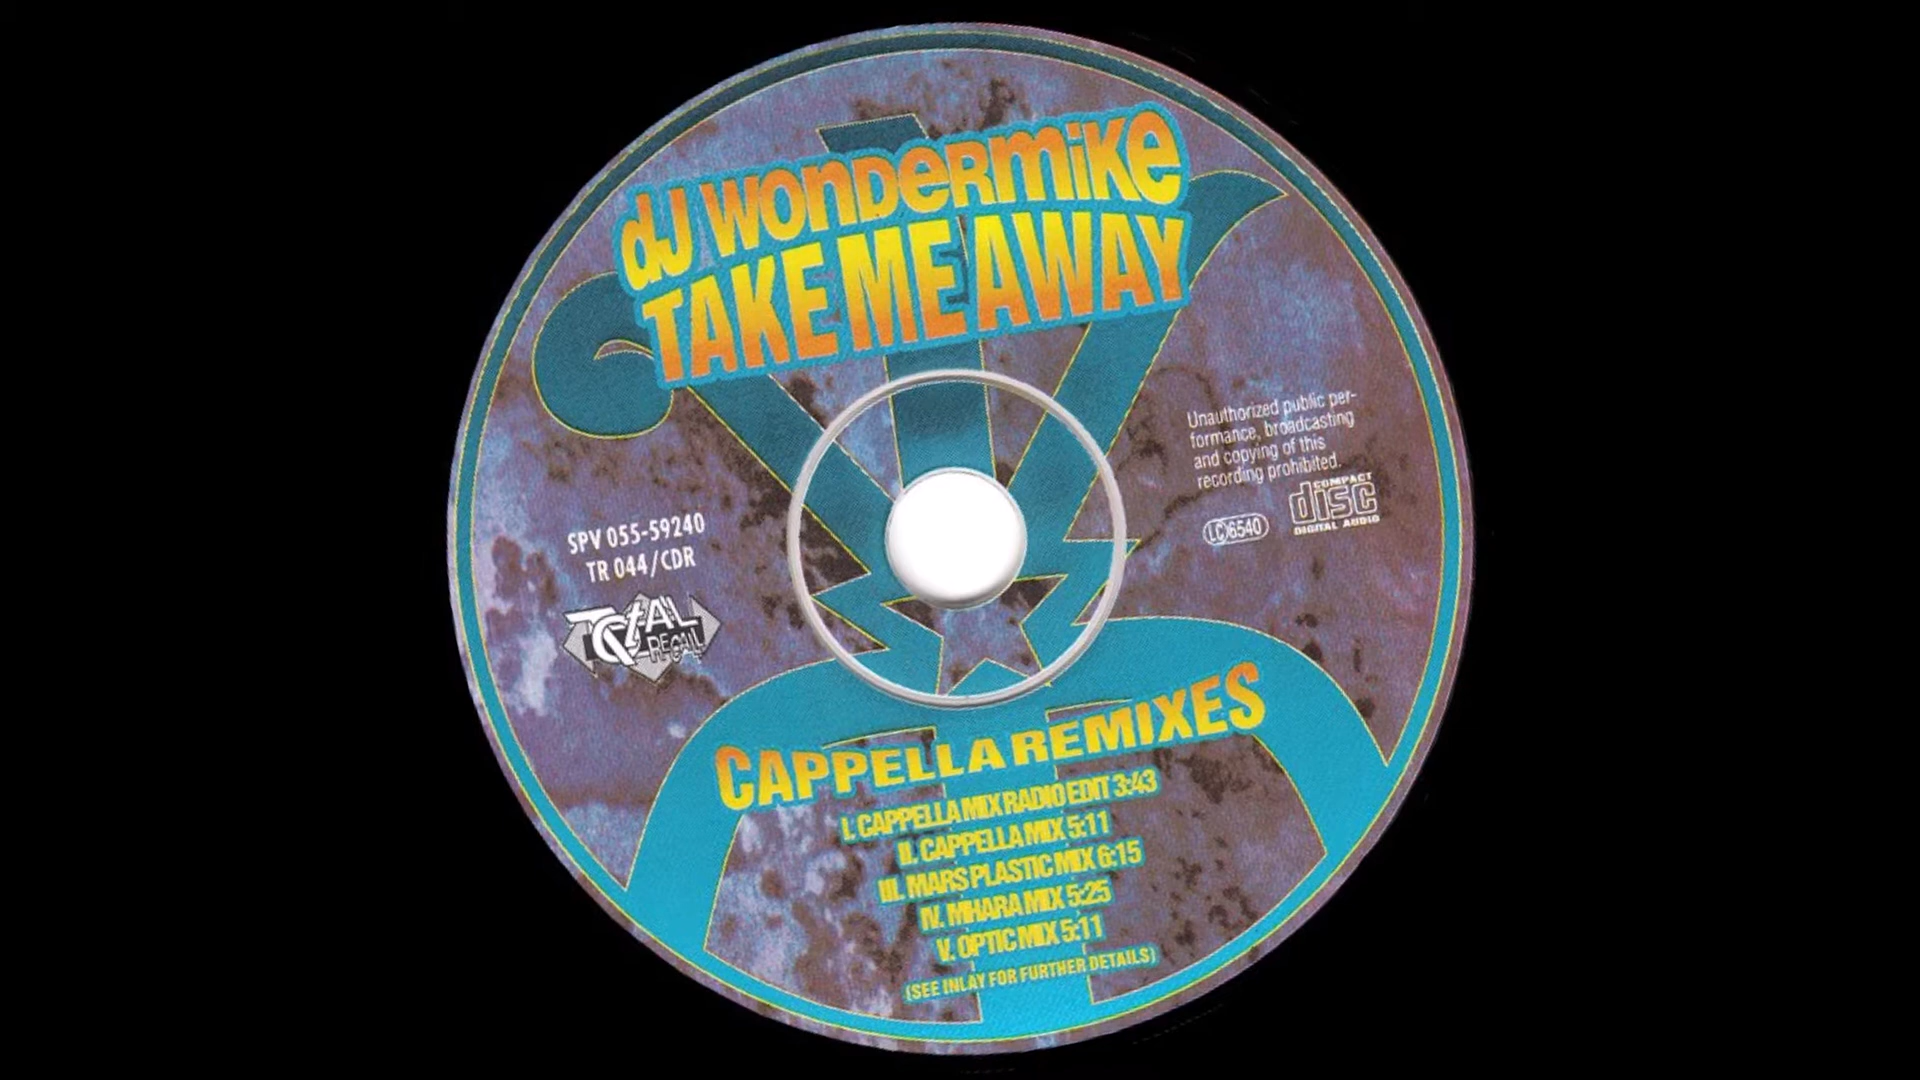 dJ WonDeRmiKe
TAKE ME AWAY
Unauthorized public per-
formance, broadcasting
and copying of this
recording prohibited.
COMPACT
disc
DIGITAL AUDIO
LC 6540
SPV 055-59240
TR 044/CDR
TOtAL
RECALL
CAPPELLA REMIXES
I. CAPPELLA MIX RADIO EDIT 3:43
II. CAPPELLA MIX 5:11
III. MARS PLASTIC MIX 6:15
IV. MHARA MIX 5:25
V. OPTIC MIX 5:11
(SEE INLAY FOR FURTHER DETAILS)